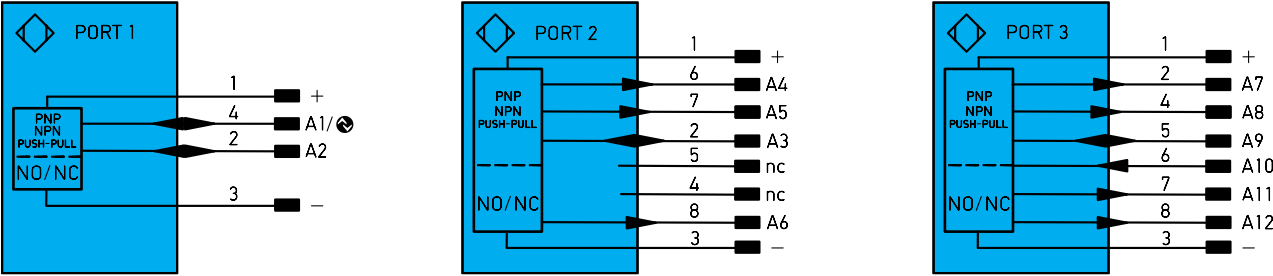 PORT 1
1 +
PNP
NPN
PUSH-PULL
NO/NC
4 A1/
2 A2
3 −
PORT 2
1 +
PNP
NPN
PUSH-PULL
NO/NC
6 A4
7 A5
2 A3
5 nc
4 nc
8 A6
3 −
PORT 3
1 +
PNP
NPN
PUSH-PULL
NO/NC
2 A7
4 A8
5 A9
6 A10
7 A11
8 A12
3 −